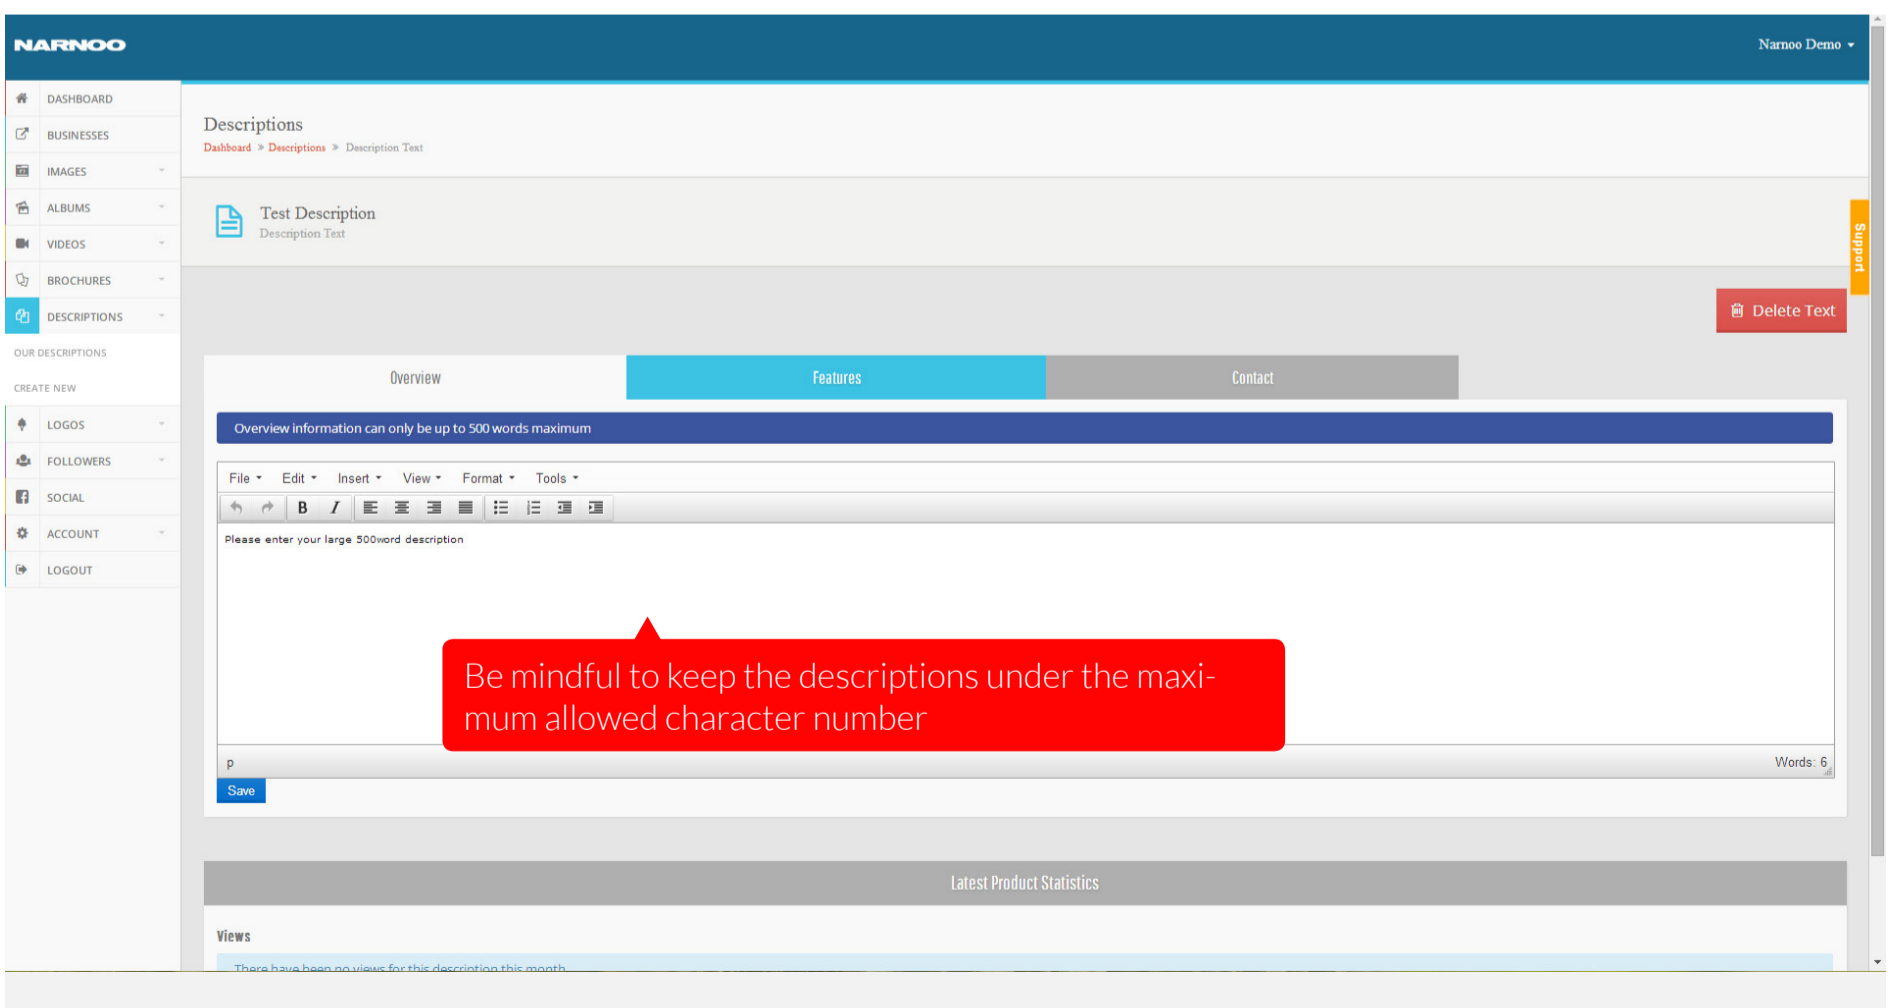 NARNOO
Narnoo Demo
DASHBOARD
BUSINESSES
IMAGES
ALBUMS
VIDEOS
BROCHURES
DESCRIPTIONS
OUR DESCRIPTIONS
CREATE NEW
LOGOS
FOLLOWERS
SOCIAL
ACCOUNT
LOGOUT
Descriptions
Dashboard » Descriptions » Description Text
Test Description
Description Text
Support
Delete Text
Overview Features Contact
Overview information can only be up to 500 words maximum
File Edit Insert View Format Tools
B I
Please enter your large 500word description
Be mindful to keep the descriptions under the maxi-
mum allowed character number
p Words: 6
Save
Latest Product Statistics
Views
There have been no views for this description this month